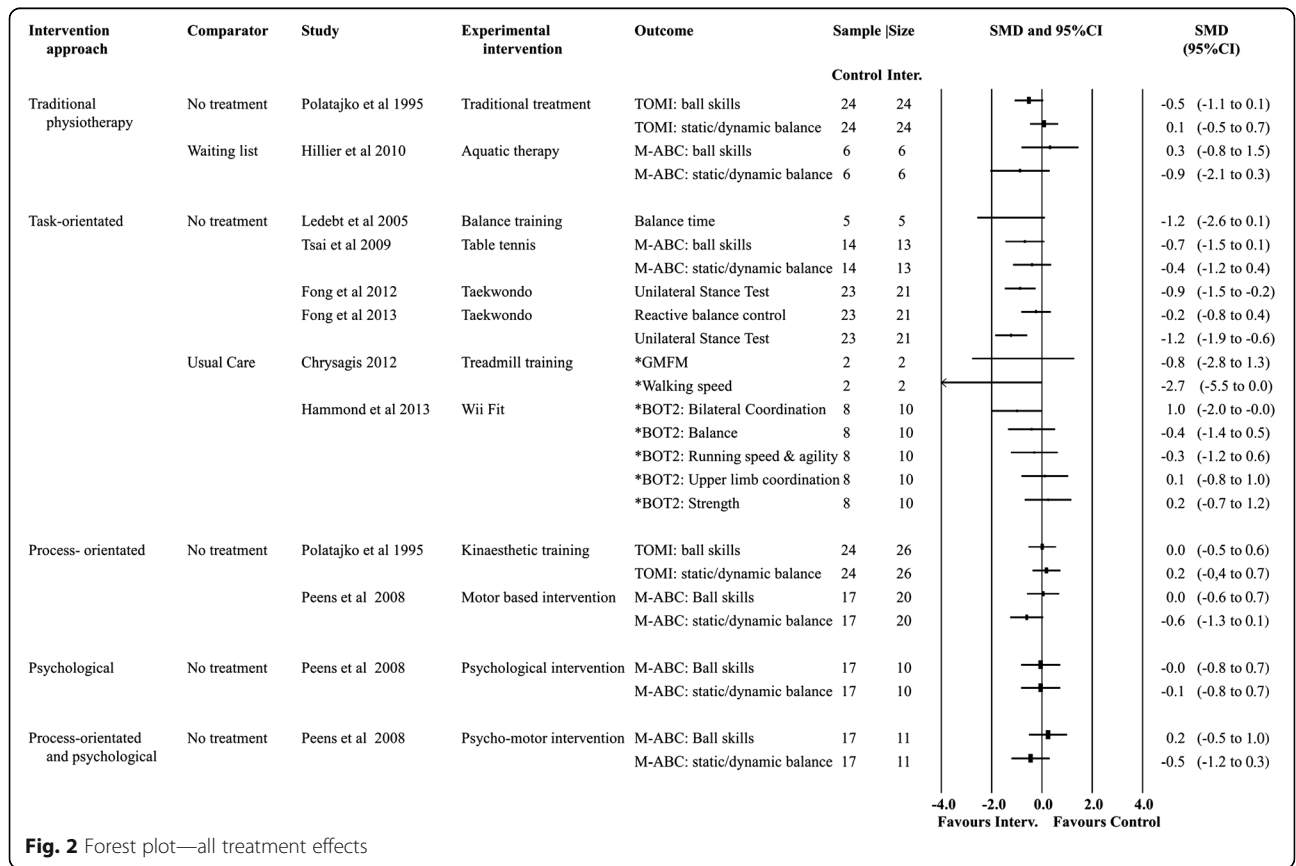 Intervention approach Comparator Study Experimental intervention Outcome Sample |Size SMD and 95%CI SMD (95%CI)
Control Inter.
Traditional physiotherapy No treatment Polatajko et al 1995 Traditional treatment TOMI: ball skills 24 24 -0.5 (-1.1 to 0.1)
TOMI: static/dynamic balance 24 24 0.1 (-0.5 to 0.7)
Waiting list Hillier et al 2010 Aquatic therapy M-ABC: ball skills 6 6 0.3 (-0.8 to 1.5)
M-ABC: static/dynamic balance 6 6 -0.9 (-2.1 to 0.3)
Task-orientated No treatment Ledebt et al 2005 Balance training Balance time 5 5 -1.2 (-2.6 to 0.1)
Tsai et al 2009 Table tennis M-ABC: ball skills 14 13 -0.7 (-1.5 to 0.1)
M-ABC: static/dynamic balance 14 13 -0.4 (-1.2 to 0.4)
Fong et al 2012 Taekwondo Unilateral Stance Test 23 21 -0.9 (-1.5 to -0.2)
Fong et al 2013 Taekwondo Reactive balance control 23 21 -0.2 (-0.8 to 0.4)
Unilateral Stance Test 23 21 -1.2 (-1.9 to -0.6)
Usual Care Chrysagis 2012 Treadmill training *GMFM 2 2 -0.8 (-2.8 to 1.3)
*Walking speed 2 2 -2.7 (-5.5 to 0.0)
Hammond et al 2013 Wii Fit *BOT2: Bilateral Coordination 8 10 1.0 (-2.0 to -0.0)
*BOT2: Balance 8 10 -0.4 (-1.4 to 0.5)
*BOT2: Running speed & agility 8 10 -0.3 (-1.2 to 0.6)
*BOT2: Upper limb coordination 8 10 0.1 (-0.8 to 1.0)
*BOT2: Strength 8 10 0.2 (-0.7 to 1.2)
Process- orientated No treatment Polatajko et al 1995 Kinaesthetic training TOMI: ball skills 24 26 0.0 (-0.5 to 0.6)
TOMI: static/dynamic balance 24 26 0.2 (-0,4 to 0.7)
Peens et al 2008 Motor based intervention M-ABC: Ball skills 17 20 0.0 (-0.6 to 0.7)
M-ABC: static/dynamic balance 17 20 -0.6 (-1.3 to 0.1)
Psychological No treatment Peens et al 2008 Psychological intervention M-ABC: Ball skills 17 10 -0.0 (-0.8 to 0.7)
M-ABC: static/dynamic balance 17 10 -0.1 (-0.8 to 0.7)
Process-orientated and psychological No treatment Peens et al 2008 Psycho-motor intervention M-ABC: Ball skills 17 11 0.2 (-0.5 to 1.0)
M-ABC: static/dynamic balance 17 11 -0.5 (-1.2 to 0.3)
-4.0 -2.0 0.0 2.0 4.0
Favours Interv. Favours Control
Fig. 2 Forest plot—all treatment effects